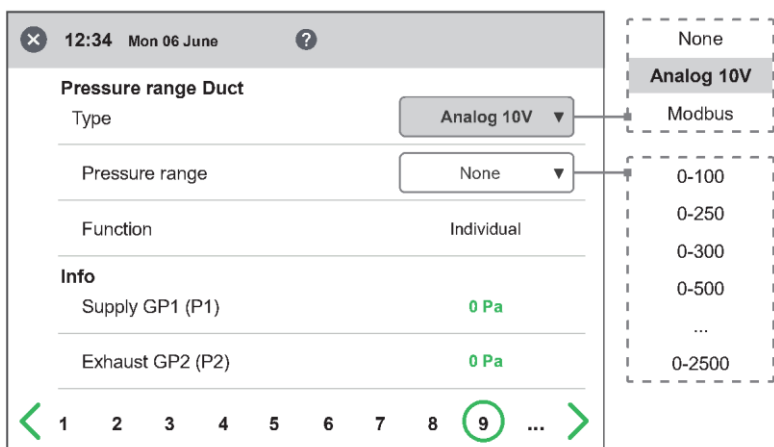 12:34 Mon 06 June ?
Pressure range Duct
Type Analog 10V
Pressure range None
Function Individual
Info
Supply GP1 (P1) 0 Pa
Exhaust GP2 (P2) 0 Pa
1 2 3 4 5 6 7 8 9 ...
None
Analog 10V
Modbus
0-100
0-250
0-300
0-500
...
0-2500